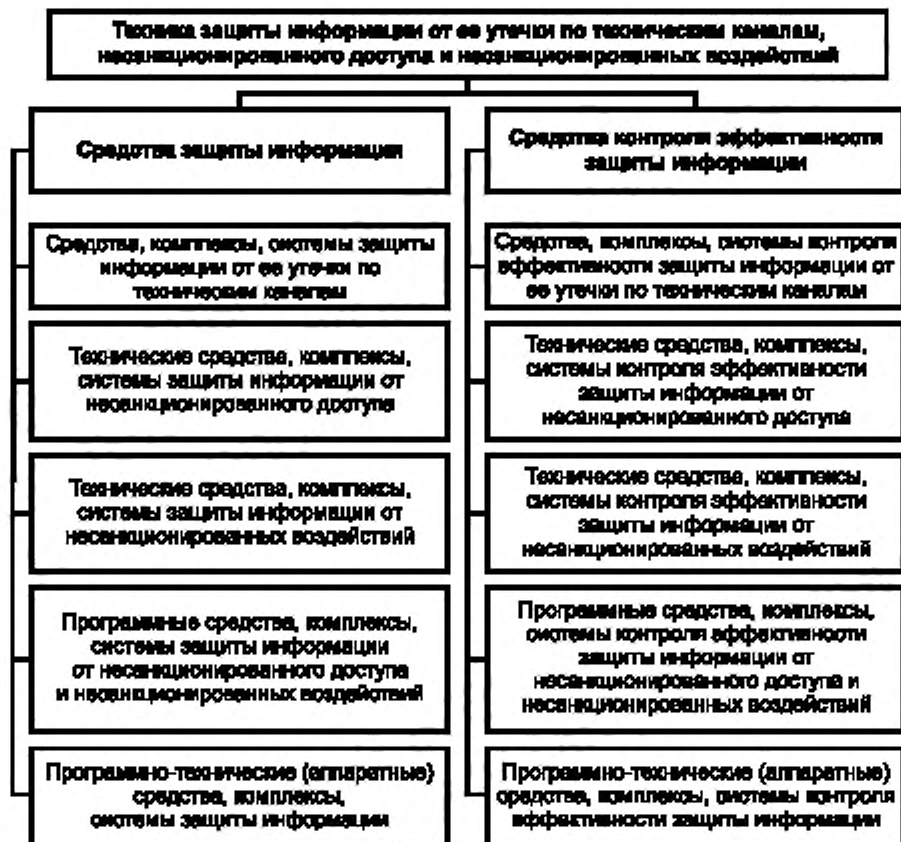 Техника защиты информации от ее утечки по техническим каналам,
несанкционированного доступа и несанкционированных воздействий
Средства защиты информация
Средства контроля эффективности
защиты информации
Средства, комплексы, системы защиты
информации от ее утечки по
техническим каналам
Средства, комплексы, системы контроля
эффективности защиты информации от
ее утечки по техническим каналам
Технические средства, комплексы,
системы защиты информации от
несанкционированного доступа
Технические средства, комплексы,
системы контроля эффективности
защиты информации от
несанкционированного доступа
Технические средства, комплексы,
системы защиты информации от
несанкционированных воздействий
Технические средства, комплексы,
системы контроля эффективности
защиты информации от
несанкционированных воздействий
Программные средства, комплексы,
системы защиты информации
от несанкционированного доступа
и несанкционированных воздействий
Программные средства, комплексы,
системы контроля эффективности
защиты информации от
несанкционированного доступа и
несанкционированных воздействий
Программно-технические (аппаратные)
средства, комплексы,
системы защиты информации
Программно-технические (аппаратные)
средства, комплексы, системы контроля
эффективности защиты информации